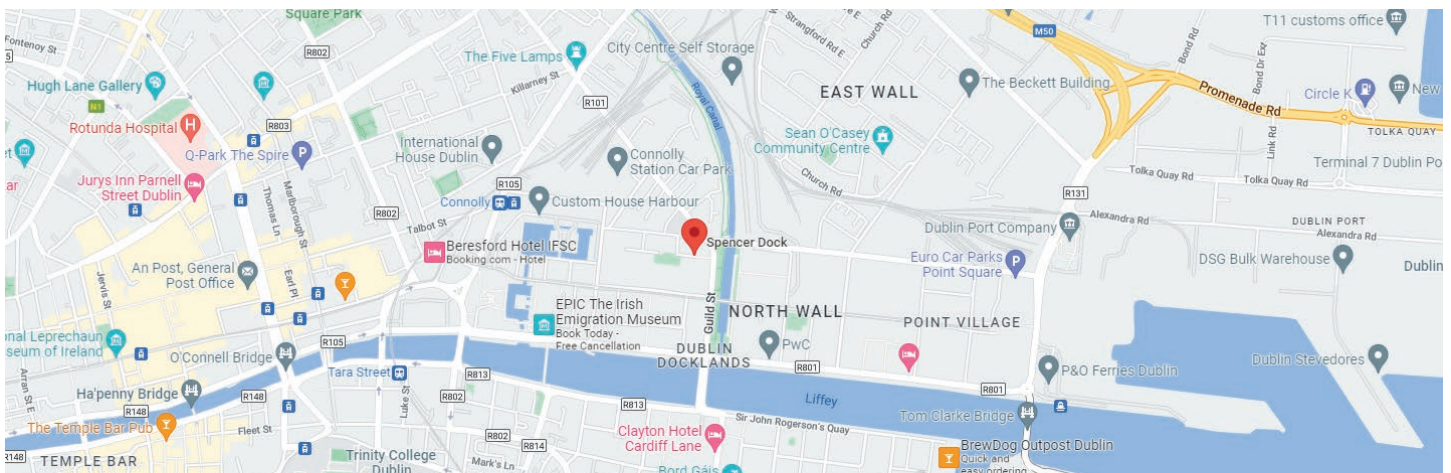 Fontenoy St
Square Park
R802
The Five Lamps
City Centre Self Storage
Strangford Rd E
Church Rd
M50
Bond Rd
Bond Dr Ext
T11 customs office
Hugh Lane Gallery
N1
Killarney St
R101
Royal Canal
EAST WALL
The Beckett Building
Promenade Rd
Circle K
New
Rotunda Hospital
H
R803
Q-Park The Spire
P
International
House Dublin
Connolly
Station Car Park
Sean O'Casey
Community Centre
Link Rd
TOLKA QUAY
Terminal 7 Dublin Po
Jurys Inn Parnell
Street Dublin
Thomas Ln
Marlborough St
R802
R105
Connolly
Custom House Harbour
Church Rd
R131
Tolka Quay Rd
Tolka Quay Rd
Talbot St
Alexandra Rd
DUBLIN PORT
Alexandra Rd
Dublin Port Company
Beresford Hotel IFSC
Booking.com - Hotel
Spencer Dock
An Post, General
Post Office
Earl Pl
Jervis St
Euro Car Parks
Point Square
P
DSG Bulk Warehouse
Dublin
EPIC The Irish
Emigration Museum
Book Today -
Free Cancellation
Guild St
NORTH WALL
POINT VILLAGE
onal Leprechaun
useum of Ireland
R105
O'Connell Bridge
DUBLIN
DOCKLANDS
PwC
Dublin Stevedores
Arran St E
Tara Street
R813
R801
R801
P&O Ferries Dublin
Ha'penny Bridge
R148
R148
Luke St
R802
R813
Liffey
Tom Clarke Bridge
The Temple Bar Pub
Fleet St
Sir John Rogerson's Quay
R148
TEMPLE BAR
Trinity College
Dublin
R802
R814
Mark's Ln
Clayton Hotel
Cardiff Lane
Bord Gáis
BrewDog Outpost Dublin
Quick and
easy ordering